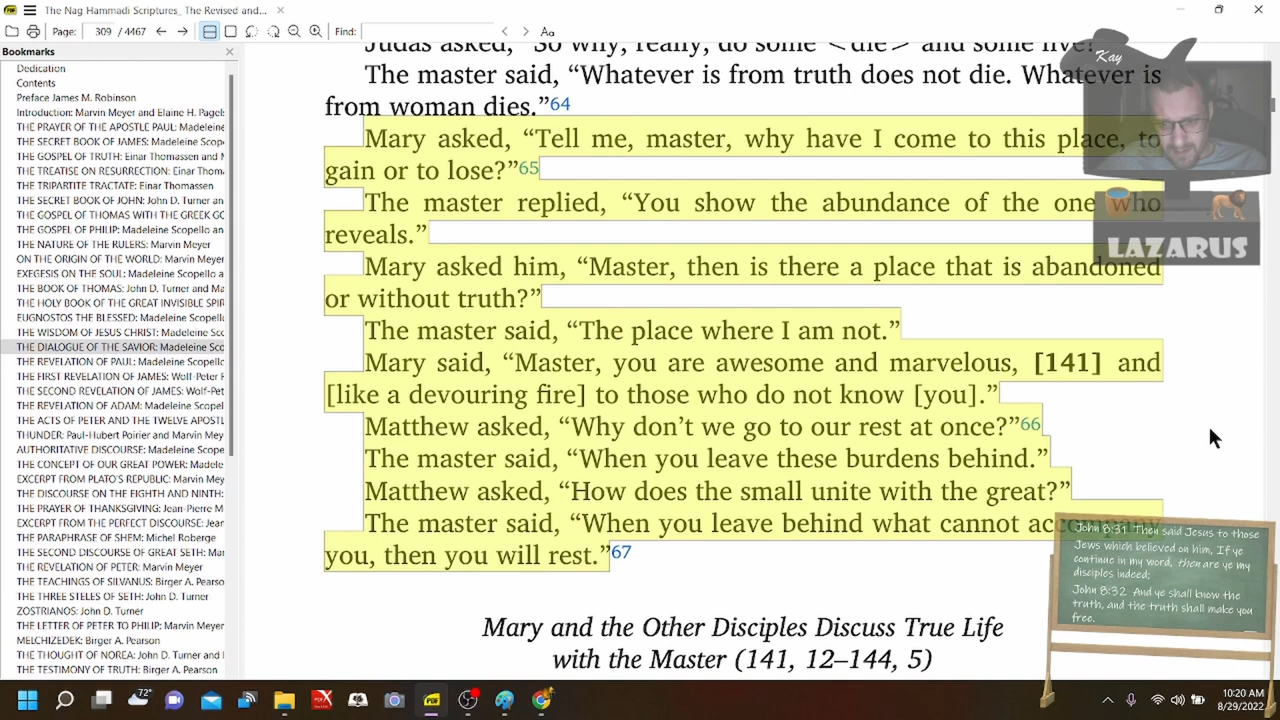 The Nag Hammadi Scriptures_ The Revised and...
Page: 309 / 4467 Find:
Bookmarks
Dedication
Contents
Preface James M. Robinson
Introduction: Marvin Meyer and Elaine H. Pagels
THE PRAYER OF THE APOSTLE PAUL: Madeleine
THE SECRET BOOK OF JAMES: Madeleine Scop
THE GOSPEL OF TRUTH: Einar Thomassen and M
THE TREATISE ON RESURRECTION: Einar Thom
THE TRIPARTITE TRACTATE: Einar Thomassen
THE SECRET BOOK OF JOHN: John D. Turner and
THE GOSPEL OF THOMAS WITH THE GREEK GO
THE GOSPEL OF PHILIP: Madeleine Scopello an
THE NATURE OF THE RULERS: Marvin Meyer
ON THE ORIGIN OF THE WORLD: Marvin Meyer
EXEGESIS ON THE SOUL: Madeleine Scopello an
THE BOOK OF THOMAS: John D. Turner and Ma
THE HOLY BOOK OF THE GREAT INVISIBLE SPIR
EUGNOSTOS THE BLESSED: Madeleine Scopello
THE WISDOM OF JESUS CHRIST: Madeleine Sco
THE DIALOGUE OF THE SAVIOR: Madeleine Sco
THE REVELATION OF PAUL: Madeleine Scopello
THE FIRST REVELATION OF JAMES: Wolf-Peter F
THE SECOND REVELATION OF JAMES: Wolf-Pet
THE REVELATION OF ADAM: Madeleine Scopel
THE ACTS OF PETER AND THE TWELVE APOSTL
THUNDER: Paul-Hubert Poirier and Marvin Mey
AUTHORITATIVE DISCOURSE: Madeleine Scope
THE CONCEPT OF OUR GREAT POWER: Madele
EXCERPT FROM PLATO'S REPUBLIC: Marvin Mey
THE DISCOURSE ON THE EIGHTH AND NINTH:
THE PRAYER OF THANKSGIVING: Jean-Pierre M
EXCERPT FROM THE PERFECT DISCOURSE: Jean
THE PARAPHRASE OF SHEM: Michel Roberge
THE SECOND DISCOURSE OF GREAT SETH: Mar
THE REVELATION OF PETER: Marvin Meyer
THE TEACHINGS OF SILVANUS: Birger A. Pearso
THE THREE STELES OF SETH: John D. Turner
ZOSTRIANOS: John D. Turner
THE LETTER OF PETER TO PHILIP: Marvin Meyer
MELCHIZEDEK: Birger A. Pearson
THE THOUGHT OF NOREA: John D. Turner and I
THE TESTIMONY OF TRUTH: Birger A. Pearson
Judas asked, “So why, really, do some <die> and some live?
The master said, “Whatever is from truth does not die. Whatever is
from woman dies.”64
Mary asked, “Tell me, master, why have I come to this place, to
gain or to lose?”65
The master replied, “You show the abundance of the one who
reveals.”
Mary asked him, “Master, then is there a place that is abandoned
or without truth?”
The master said, “The place where I am not.”
Mary said, “Master, you are awesome and marvelous, [141] and
[like a devouring fire] to those who do not know [you].”
Matthew asked, “Why don’t we go to our rest at once?”66
The master said, “When you leave these burdens behind.”
Matthew asked, “How does the small unite with the great?”
The master said, “When you leave behind what cannot accompany
you, then you will rest.”67
Mary and the Other Disciples Discuss True Life
with the Master (141, 12–144, 5)
Kay
LAZARUS
John 8:31 Then said Jesus to those
Jews which believed on him, If ye
continue in my word, then are ye my
disciples indeed;
John 8:32 And ye shall know the
truth, and the truth shall make you
free.
72°
10:20 AM
8/29/2022